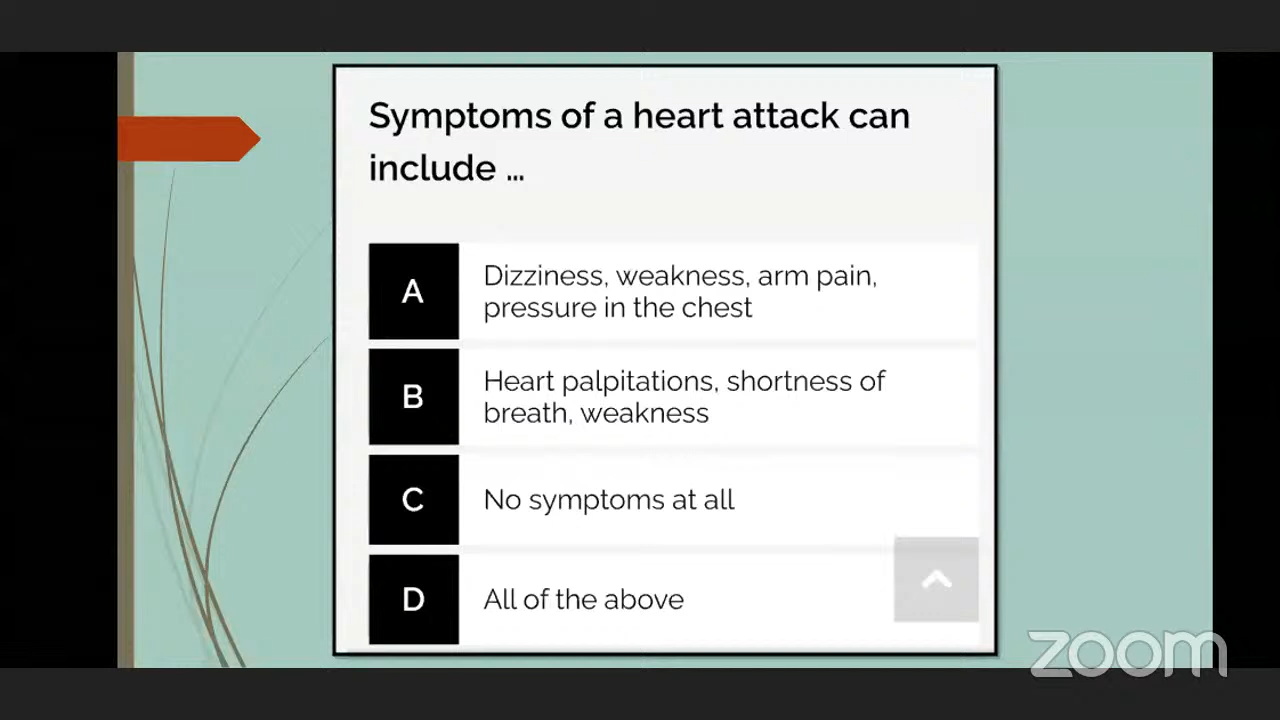 Symptoms of a heart attack can
include ...
A
Dizziness, weakness, arm pain,
pressure in the chest
B
Heart palpitations, shortness of
breath, weakness
C
No symptoms at all
D
All of the above
zoom